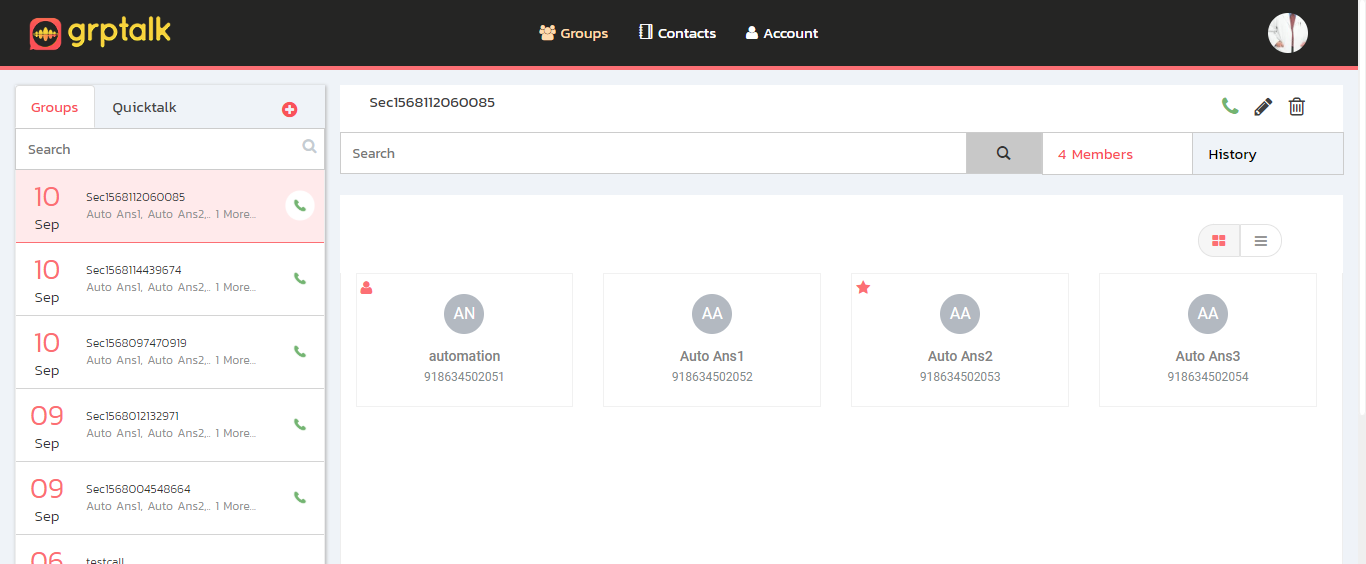 grptalk
Groups
Contacts
Account
Groups
Quicktalk
Search
10
Sep
Sec1568112060085
Auto Ans1, Auto Ans2,.. 1 More...
10
Sep
Sec1568114439674
Auto Ans1, Auto Ans2,.. 1 More...
10
Sep
Sec1568097470919
Auto Ans1, Auto Ans2,.. 1 More...
09
Sep
Sec1568012132971
Auto Ans1, Auto Ans2,.. 1 More...
09
Sep
Sec1568004548664
Auto Ans1, Auto Ans2,.. 1 More...
06
testcall
Sec1568112060085
Search
4 Members
History
AN
automation
918634502051
AA
Auto Ans1
918634502052
AA
Auto Ans2
918634502053
AA
Auto Ans3
918634502054